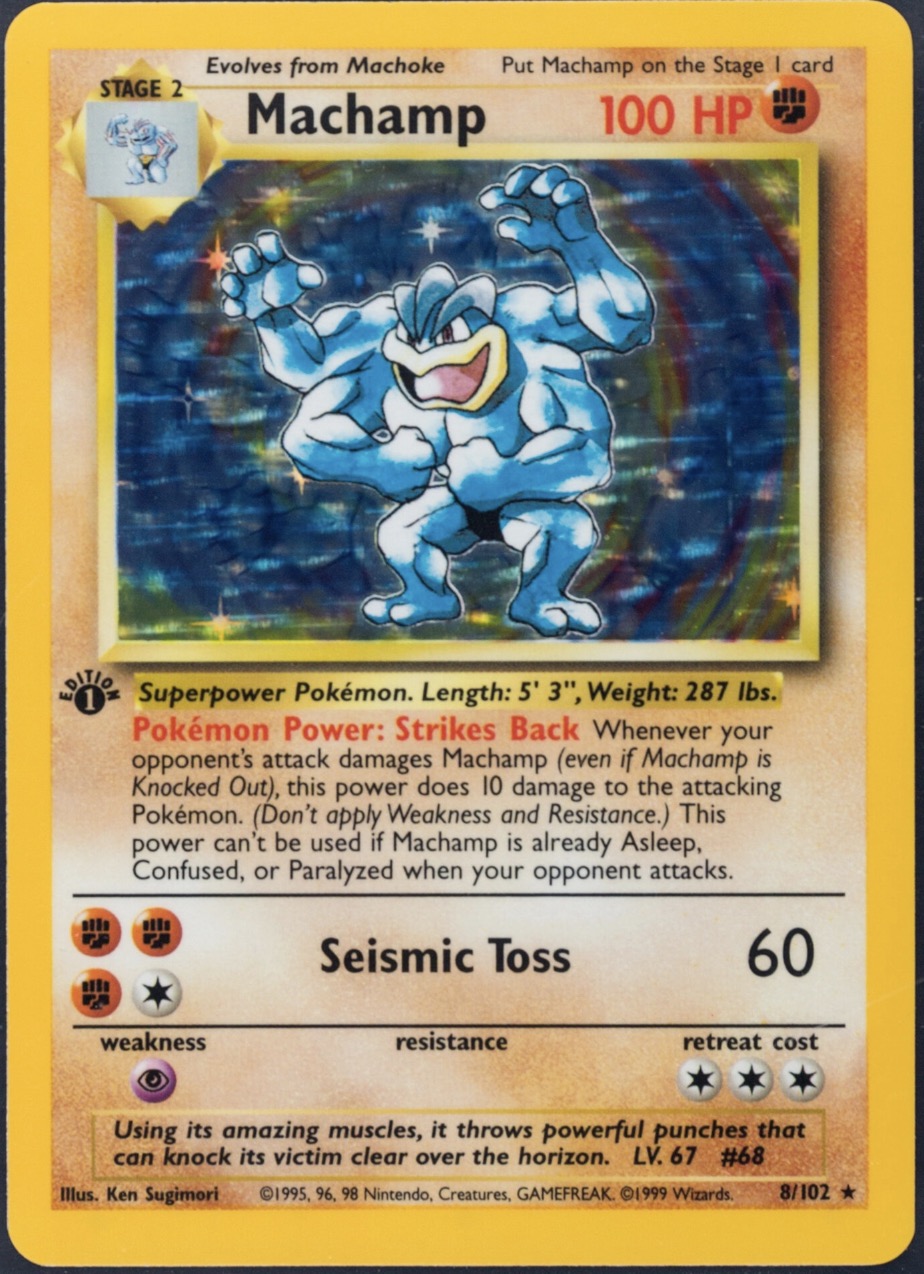 Evolves from Machoke Put Machamp on the Stage 1 card
STAGE 2
Machamp 100 HP
EDITION
1
Superpower Pokémon. Length: 5' 3", Weight: 287 lbs.
Pokémon Power: Strikes Back Whenever your
opponent's attack damages Machamp (even if Machamp is
Knocked Out), this power does 10 damage to the attacking
Pokémon. (Don't apply Weakness and Resistance.) This
power can't be used if Machamp is already Asleep,
Confused, or Paralyzed when your opponent attacks.
Seismic Toss 60
weakness resistance retreat cost
Using its amazing muscles, it throws powerful punches that
can knock its victim clear over the horizon. LV. 67 #68
Illus. Ken Sugimori ©1995, 96, 98 Nintendo, Creatures, GAMEFREAK. ©1999 Wizards. 8/102 ★